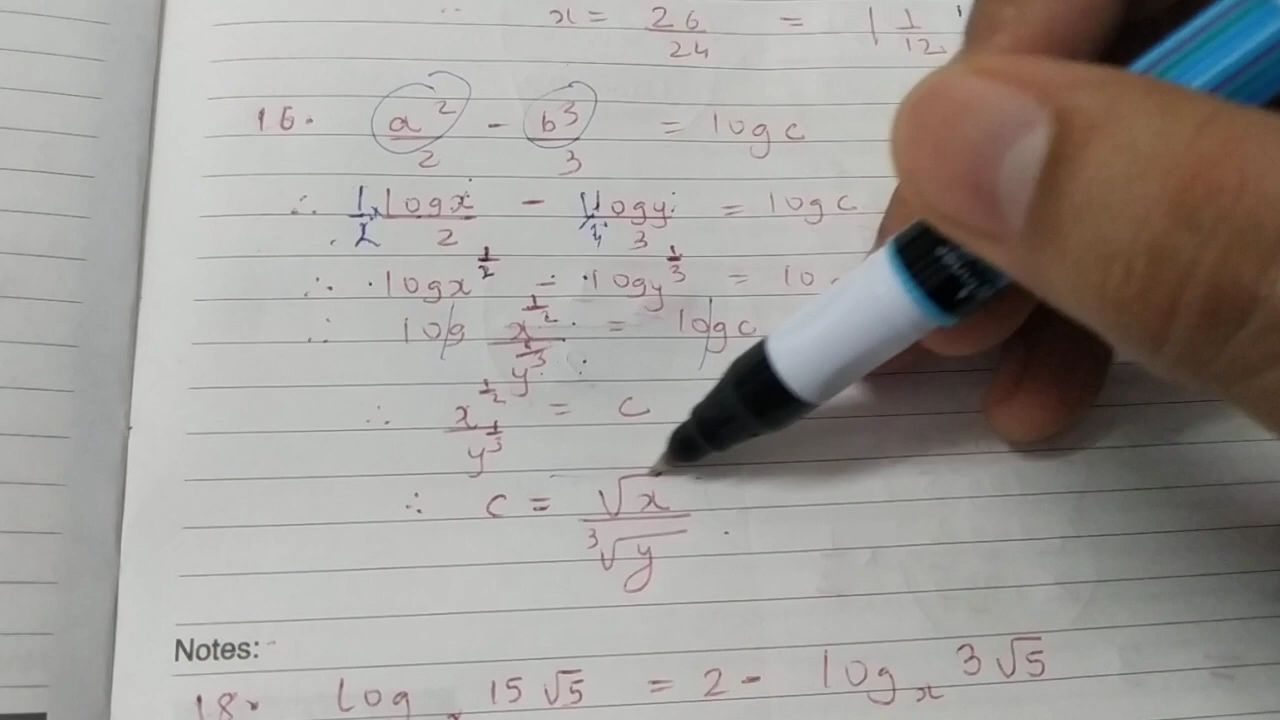 ∴ x = 26/24 = 1 1/12
16. a²/2 - b³/3 = log c
∴ 1/2 log x/2 - log y/3 = log c
∴ log x^(1/2) - log y^(1/3) = lo
∴ log x^(1/2)/y^(1/3) = log c
∴ x^(1/2)/y^(1/3) = c
∴ c = √x/³√y
Notes:
18. log x 15√5 = 2 - log x 3√5